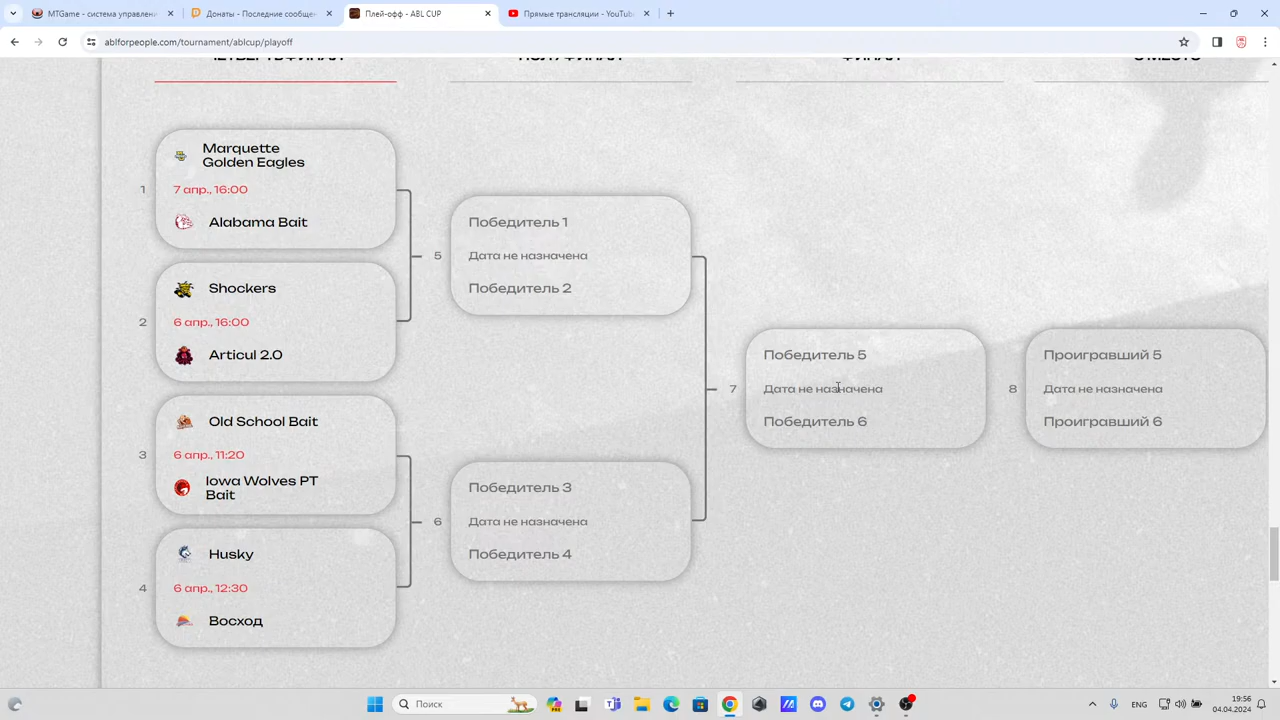 MTGame - система управлени
Донаты - Последние сообщен
Плей-офф - ABL CUP
Прямые трансляции - YouTub
ablforpeople.com/tournament/ablcup/playoff
ЧЕТВЕРТЬФИНАЛ
ПОЛУФИНАЛ
ФИНАЛ
3 МЕСТО
Marquette
Golden Eagles
1
7 апр., 16:00
Alabama Bait
Shockers
2
6 апр., 16:00
Articul 2.0
Old School Bait
3
6 апр., 11:20
Iowa Wolves PT
Bait
Husky
4
6 апр., 12:30
Восход
Победитель 1
5
Дата не назначена
Победитель 2
Победитель 3
6
Дата не назначена
Победитель 4
Победитель 5
7
Дата не назначена
Победитель 6
Проигравший 5
8
Дата не назначена
Проигравший 6
Поиск
ENG
19:56
04.04.2024